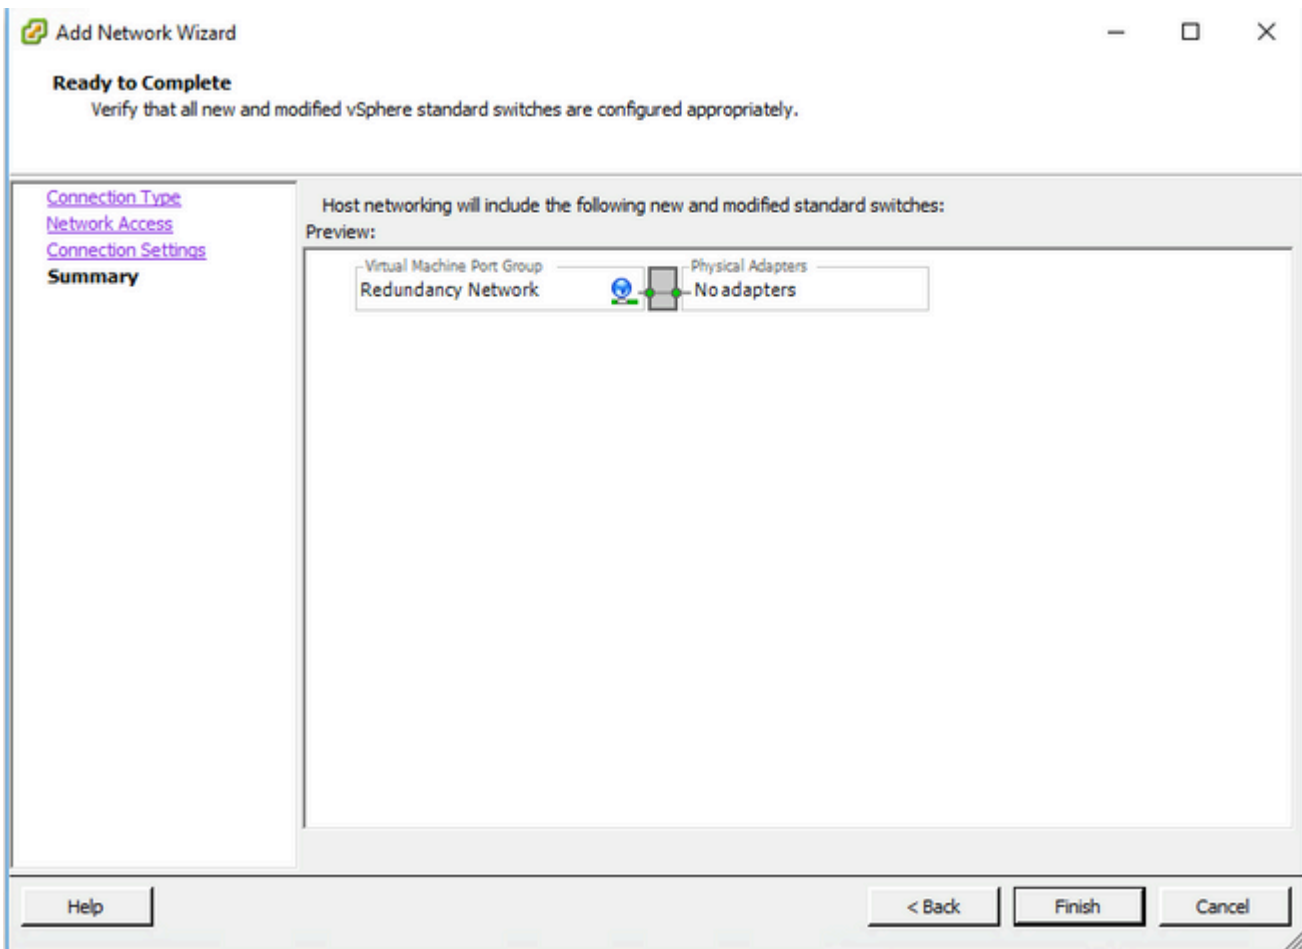 Add Network Wizard
Ready to Complete
Verify that all new and modified vSphere standard switches are configured appropriately.
Connection Type
Network Access
Connection Settings
Summary
Host networking will include the following new and modified standard switches:
Preview:
Virtual Machine Port Group
Redundancy Network
Physical Adapters
No adapters
Help
< Back
Finish
Cancel